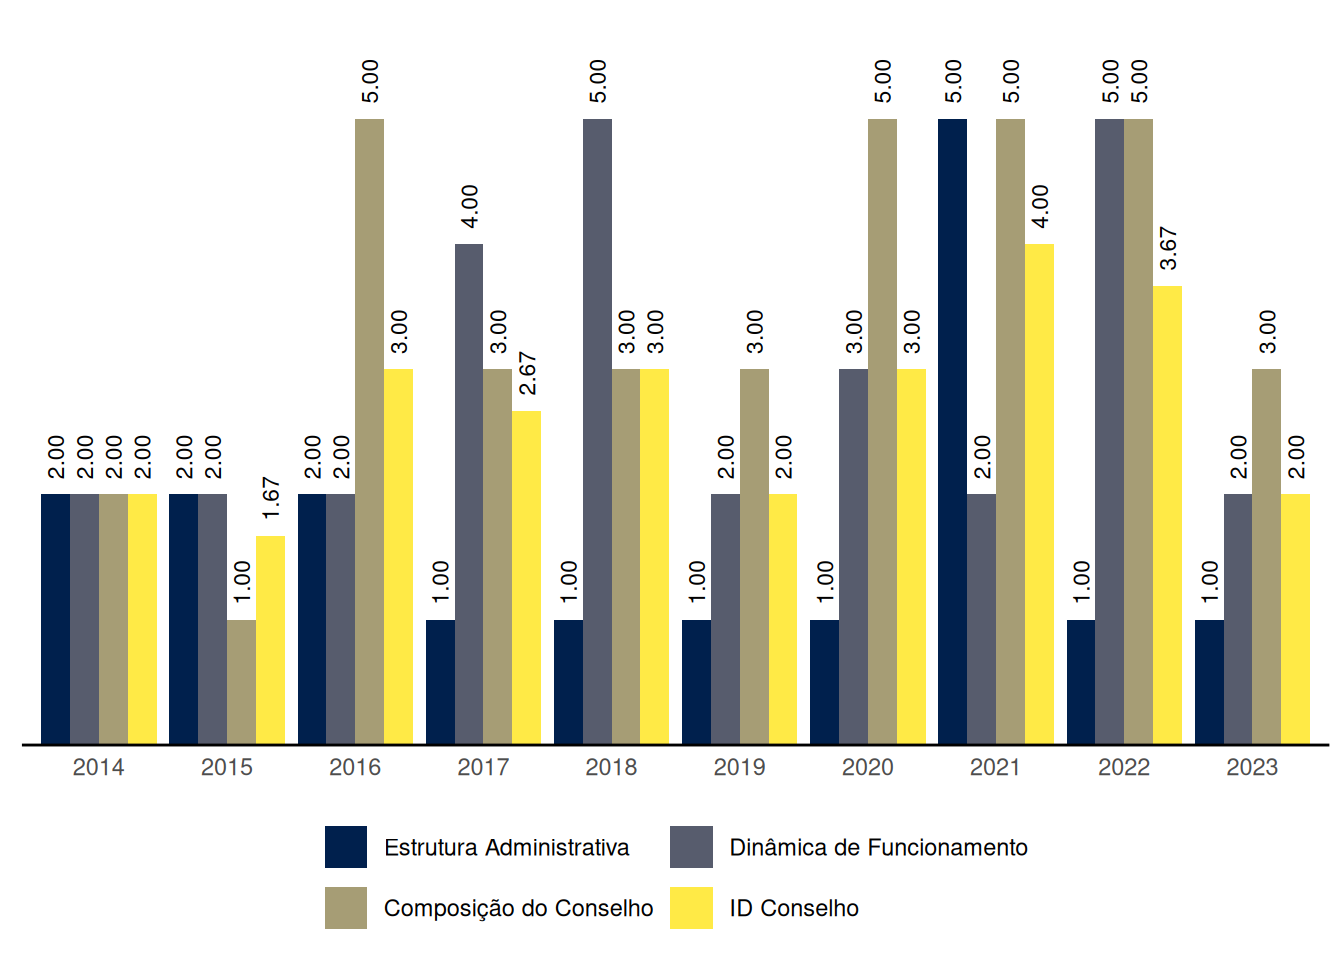 2.00 2.00 2.00 2.00 2.00 2.00 1.00 1.67 2.00 2.00 5.00 3.00 1.00 4.00 3.00 2.67 1.00 5.00 3.00 3.00 1.00 2.00 3.00 2.00 1.00 3.00 5.00 3.00 5.00 2.00 5.00 4.00 1.00 5.00 5.00 3.67 1.00 2.00 3.00 2.00
2014 2015 2016 2017 2018 2019 2020 2021 2022 2023
Estrutura Administrativa Dinâmica de Funcionamento
Composição do Conselho ID Conselho